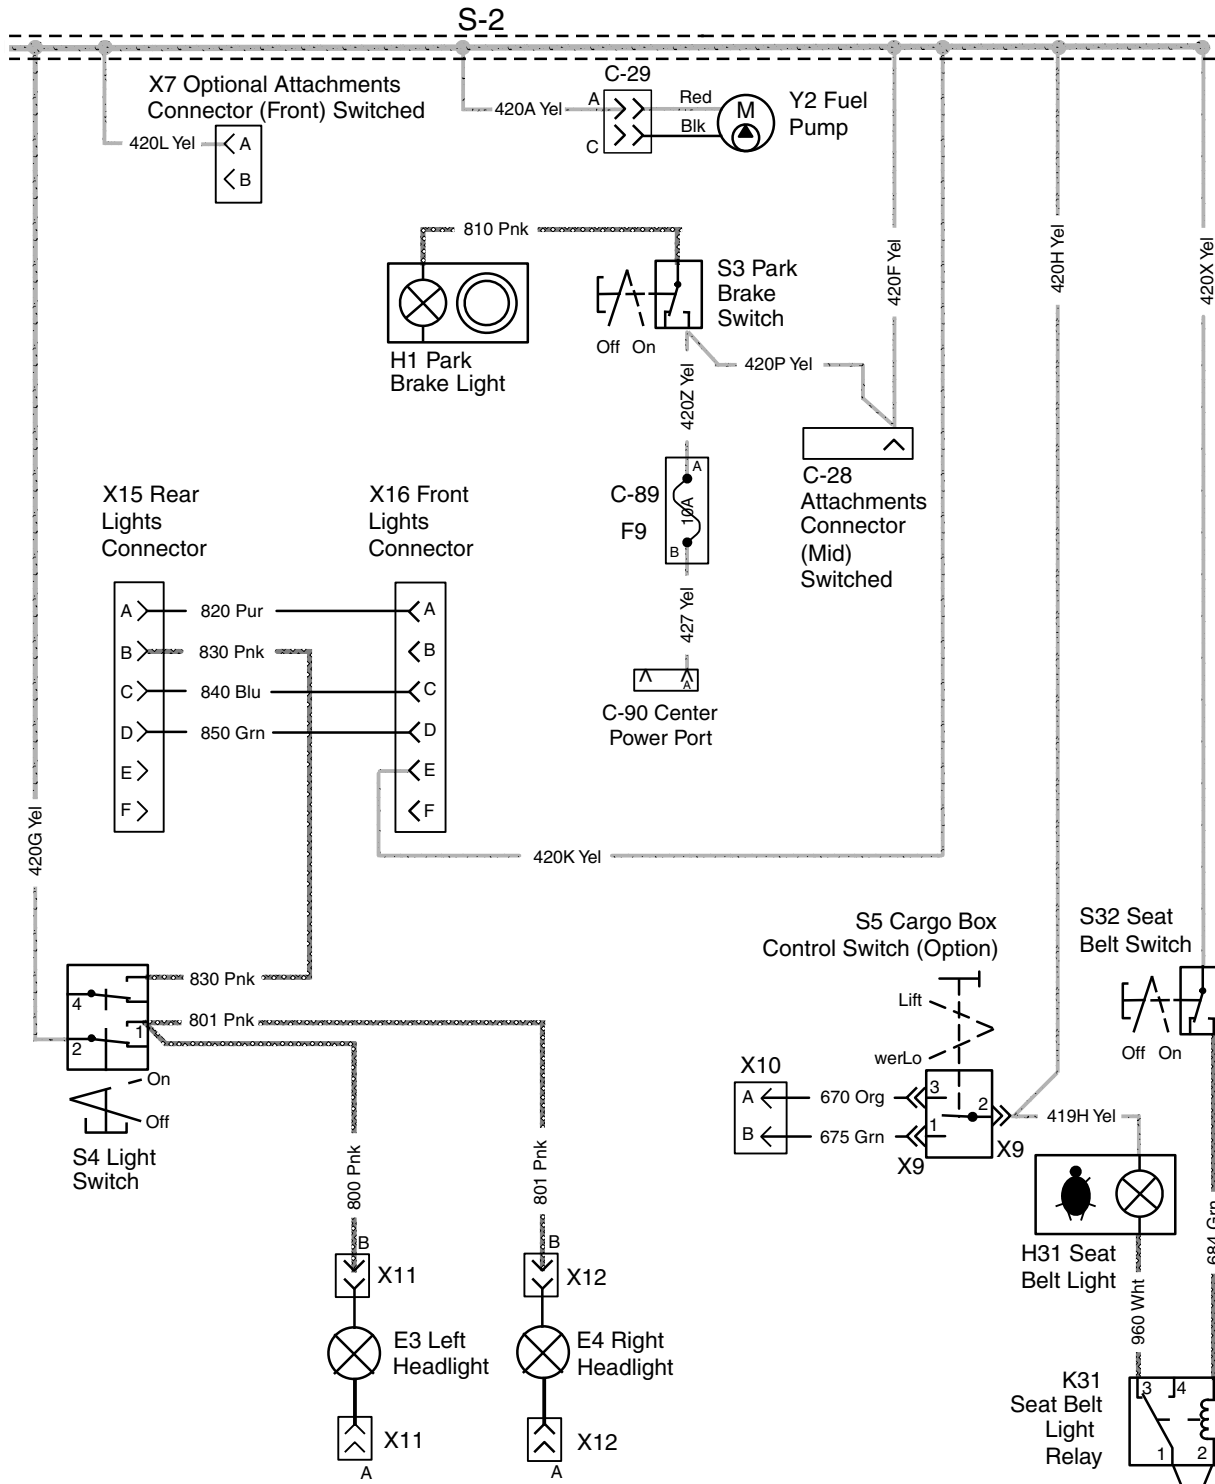 S-2
X7 Optional Attachments
Connector (Front) Switched
420L Yel
A
B
C-29
420A Yel
A
C
Red
Blk
M
Y2 Fuel
Pump
810 Pnk
S3 Park
Brake
Switch
Off On
H1 Park
Brake Light
420P Yel
420Z Yel
420F Yel
420H Yel
420X Yel
C-89
F9
A
10A
B
427 Yel
A
C-90 Center
Power Port
C-28
Attachments
Connector
(Mid)
Switched
X15 Rear
Lights
Connector
X16 Front
Lights
Connector
A 820 Pur A
B 830 Pnk B
C 840 Blu C
D 850 Grn D
E E
F F
420G Yel
420K Yel
830 Pnk
4
801 Pnk
1
2
On
Off
S4 Light
Switch
800 Pnk
801 Pnk
B
X11
B
X12
E3 Left
Headlight
E4 Right
Headlight
X11
A
X12
A
S5 Cargo Box
Control Switch (Option)
Lift
werLo
X10
A 670 Org 3
B 675 Grn 1
2
X9
X9
419H Yel
S32 Seat
Belt Switch
Off On
H31 Seat
Belt Light
960 Wht
684 Grn
K31
Seat Belt
Light
Relay
3 4
1 2